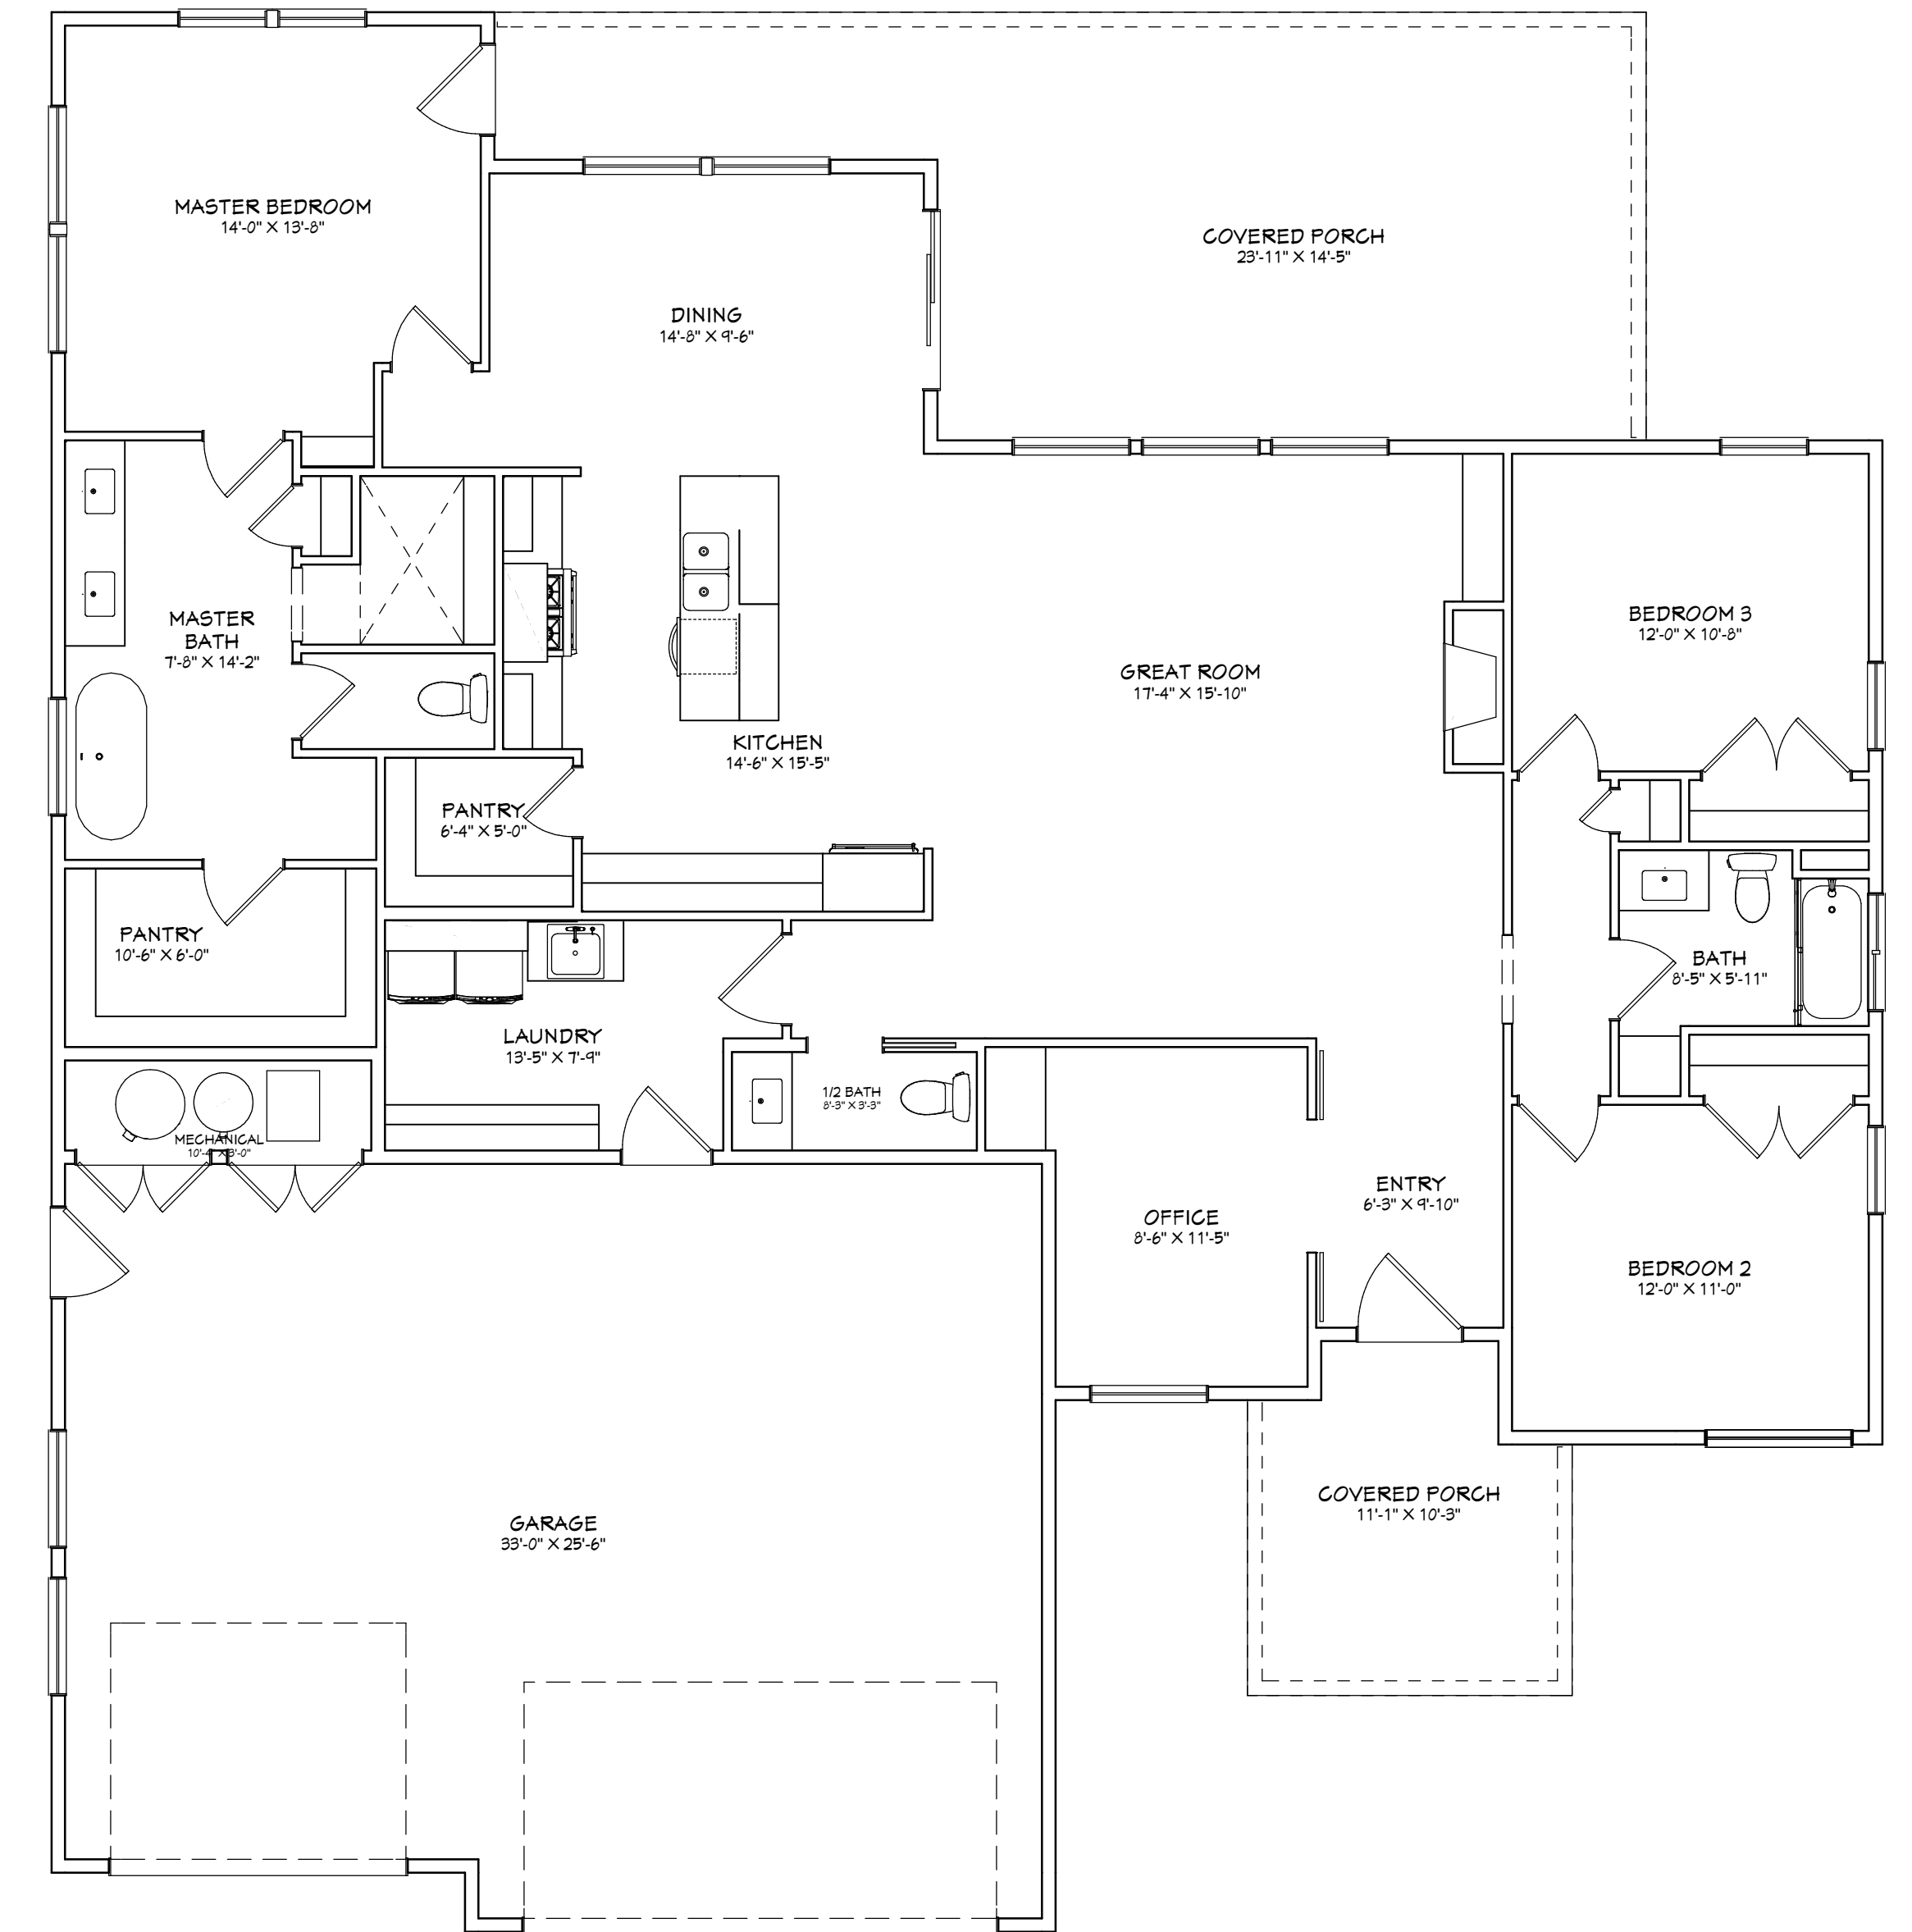 MASTER BEDROOM
14'-0" X 13'-8"
COVERED PORCH
23'-11" X 14'-5"
DINING
14'-8" X 9'-6"
MASTER
BATH
7'-8" X 14'-2"
BEDROOM 3
12'-0" X 10'-8"
GREAT ROOM
17'-4" X 15'-10"
KITCHEN
14'-6" X 15'-5"
PANTRY
6'-4" X 5'-0"
PANTRY
10'-6" X 6'-0"
BATH
8'-5" X 5'-11"
LAUNDRY
13'-5" X 7'-9"
1/2 BATH
8'-3" X 3'-3"
MECHANICAL
10'-4" X 3'-0"
ENTRY
6'-3" X 9'-10"
OFFICE
8'-6" X 11'-5"
BEDROOM 2
12'-0" X 11'-0"
COVERED PORCH
11'-1" X 10'-3"
GARAGE
33'-0" X 25'-6"